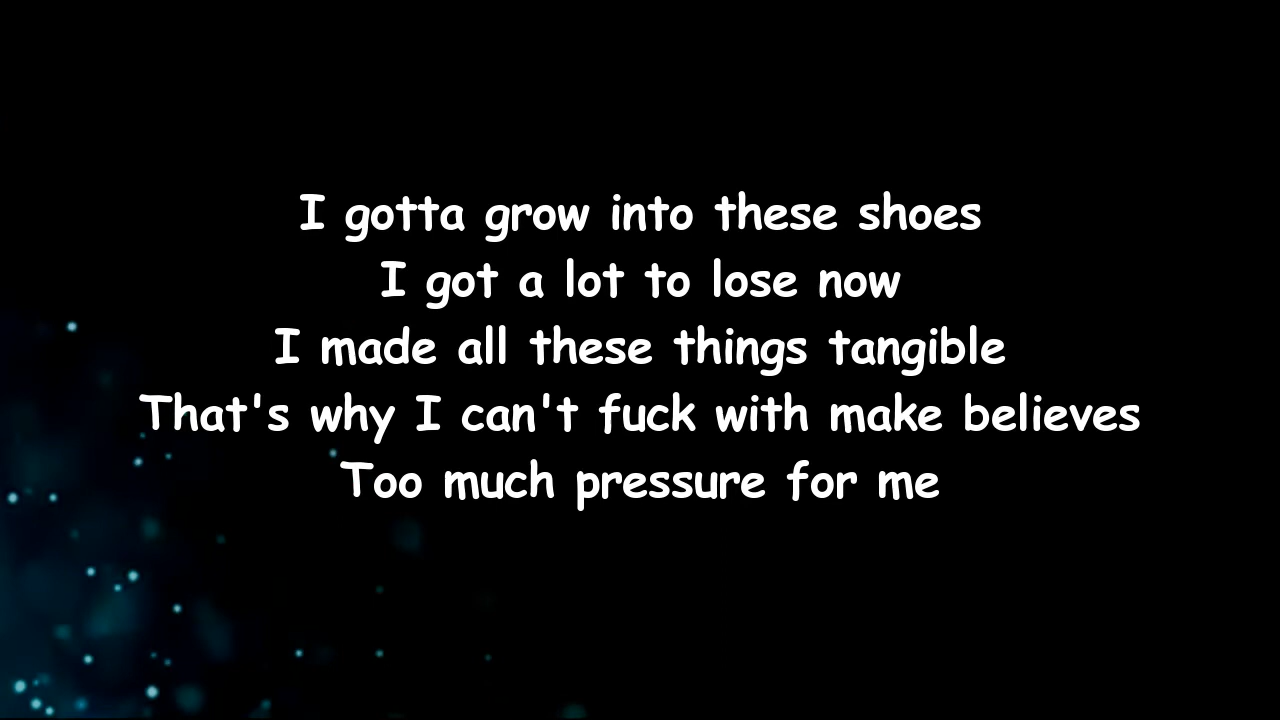 I gotta grow into these shoes
I got a lot to lose now
I made all these things tangible
That's why I can't fuck with make believes
Too much pressure for me